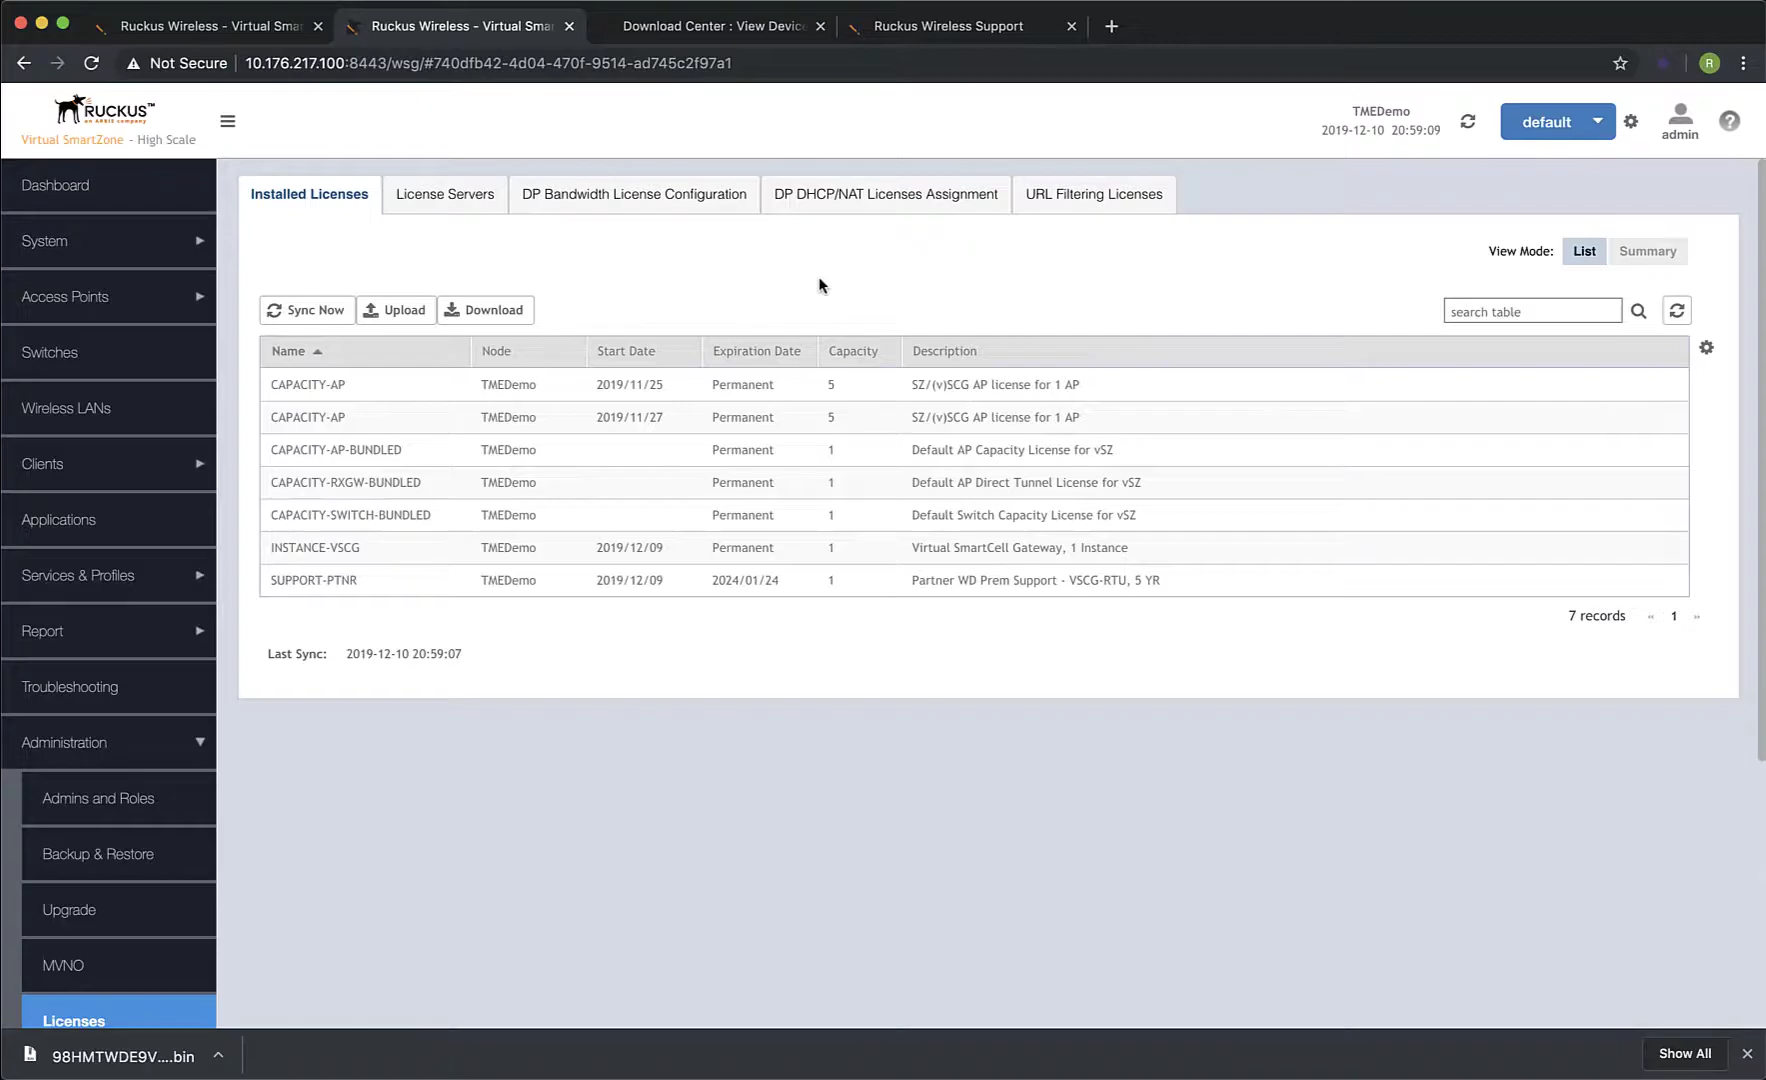 Ruckus Wireless - Virtual Smar
Ruckus Wireless - Virtual Smar
Download Center : View Device
Ruckus Wireless Support
Not Secure
10.176.217.100:8443/wsg/#740dfb42-4d04-470f-9514-ad745c2f97a1
R
RUCKUS™
an ARRIS company
Virtual SmartZone - High Scale
TMEDemo
2019-12-10 20:59:09
default
admin
?
Dashboard
System
Access Points
Switches
Wireless LANs
Clients
Applications
Services & Profiles
Report
Troubleshooting
Administration
Admins and Roles
Backup & Restore
Upgrade
MVNO
Licenses
Installed Licenses
License Servers
DP Bandwidth License Configuration
DP DHCP/NAT Licenses Assignment
URL Filtering Licenses
View Mode: List Summary
Sync Now
Upload
Download
search table
Name Node Start Date Expiration Date Capacity Description
CAPACITY-AP TMEDemo 2019/11/25 Permanent 5 SZ/(v)SCG AP license for 1 AP
CAPACITY-AP TMEDemo 2019/11/27 Permanent 5 SZ/(v)SCG AP license for 1 AP
CAPACITY-AP-BUNDLED TMEDemo Permanent 1 Default AP Capacity License for vSZ
CAPACITY-RXGW-BUNDLED TMEDemo Permanent 1 Default AP Direct Tunnel License for vSZ
CAPACITY-SWITCH-BUNDLED TMEDemo Permanent 1 Default Switch Capacity License for vSZ
INSTANCE-VSCG TMEDemo 2019/12/09 Permanent 1 Virtual SmartCell Gateway, 1 Instance
SUPPORT-PTNR TMEDemo 2019/12/09 2024/01/24 1 Partner WD Prem Support - VSCG-RTU, 5 YR
7 records « 1 »
Last Sync: 2019-12-10 20:59:07
98HMTWDE9V....bin
Show All